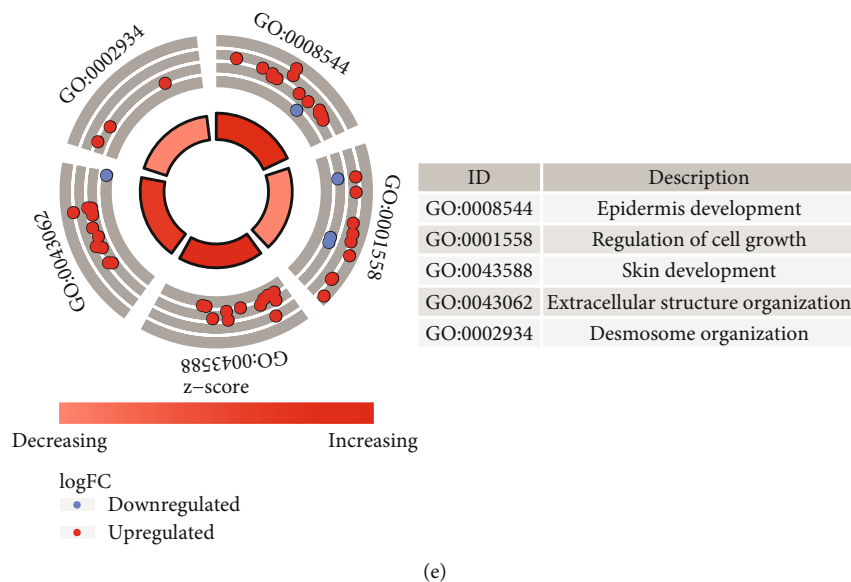 GO:0002934
GO:0008544
GO:0001558
GO:0043588
GO:0043062
ID Description
GO:0008544 Epidermis development
GO:0001558 Regulation of cell growth
GO:0043588 Skin development
GO:0043062 Extracellular structure organization
GO:0002934 Desmosome organization
z−score
Decreasing Increasing
logFC
Downregulated
Upregulated
(e)